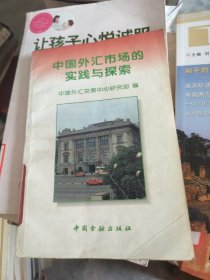 让孩子心悦诚服
中国外汇市场的
实践与探索
中国外汇交易中心研究部 编
中国金融出版社